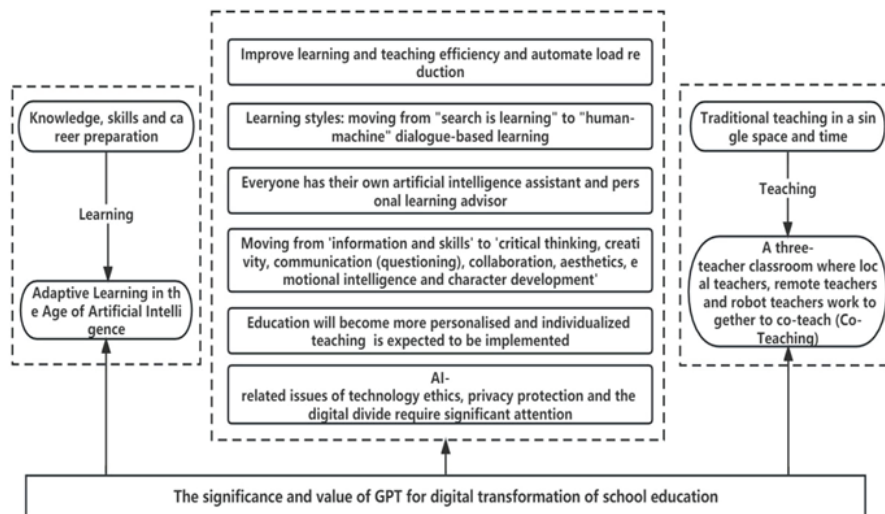 Improve learning and teaching efficiency and automate load re
duction
Knowledge, skills and ca
reer preparation
Learning styles: moving from "search is learning" to "human-
machine" dialogue-based learning
Traditional teaching in a sin
gle space and time
Everyone has their own artificial intelligence assistant and pers
onal learning advisor
Learning
Teaching
Moving from 'information and skills' to 'critical thinking, creati
vity, communication (questioning), collaboration, aesthetics, e
motional intelligence and character development'
Adaptive Learning in th
e Age of Artificial Intelli
gence
A three-
teacher classroom where loc
al teachers, remote teachers
and robot teachers work to
gether to co-teach (Co-
Teaching)
Education will become more personalised and individualized
teaching is expected to be implemented
AI-
related issues of technology ethics, privacy protection and the
digital divide require significant attention
The significance and value of GPT for digital transformation of school education